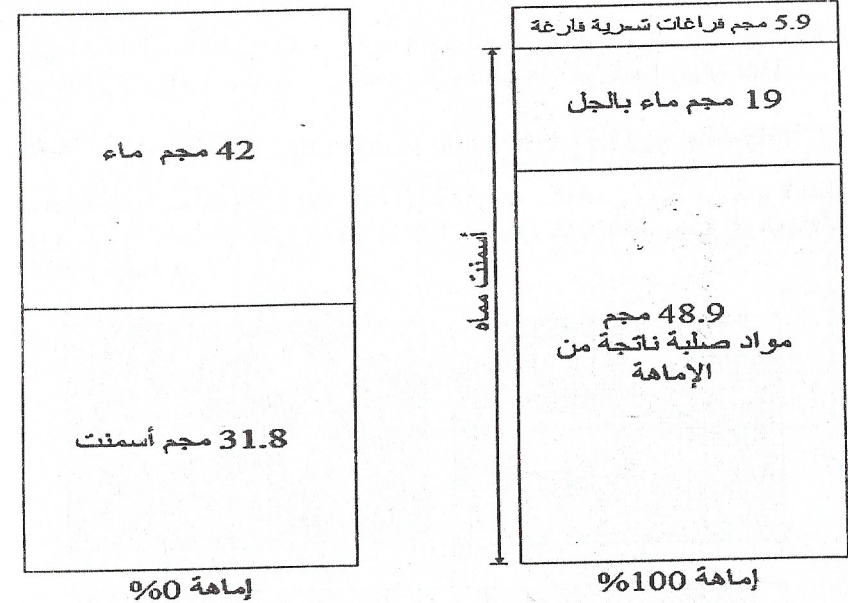 5.9 مجم فراغات شعرية فارغة
19 مجم ماء بالجل
أسمنت مماه
48.9 مجم
مواد صلبة ناتجة من
الإماهة
إماهة 100%
42 مجم ماء
31.8 مجم أسمنت
إماهة 0%